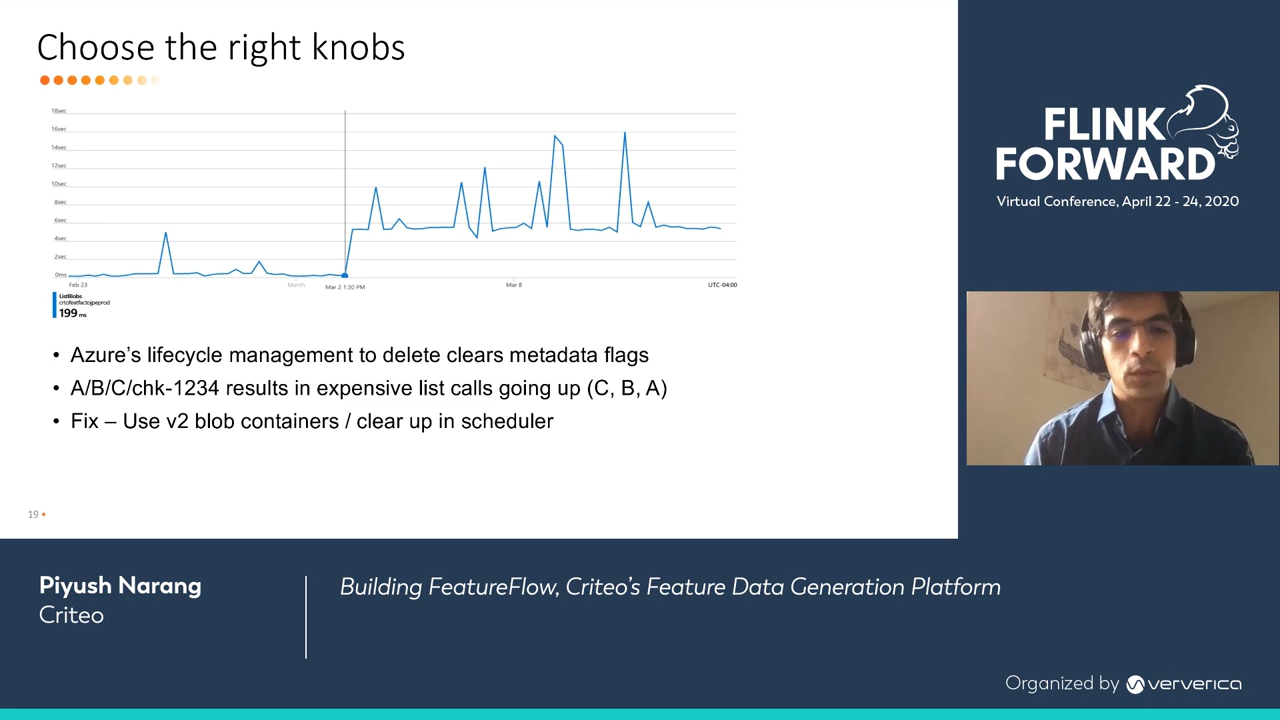 Choose the right knobs
18sec
16sec
14sec
12sec
10sec
8sec
6sec
4sec
2sec
0ms
Feb 23
March
Mar 2 1:30 PM
Mar 8
UTC-04:00
ListBlobs
199 ms
• Azure’s lifecycle management to delete clears metadata flags
• A/B/C/chk-1234 results in expensive list calls going up (C, B, A)
• Fix – Use v2 blob containers / clear up in scheduler
19
FLINK
FORWARD
Virtual Conference, April 22 - 24, 2020
Piyush Narang
Criteo
Building FeatureFlow, Criteo’s Feature Data Generation Platform
Organized by ververica